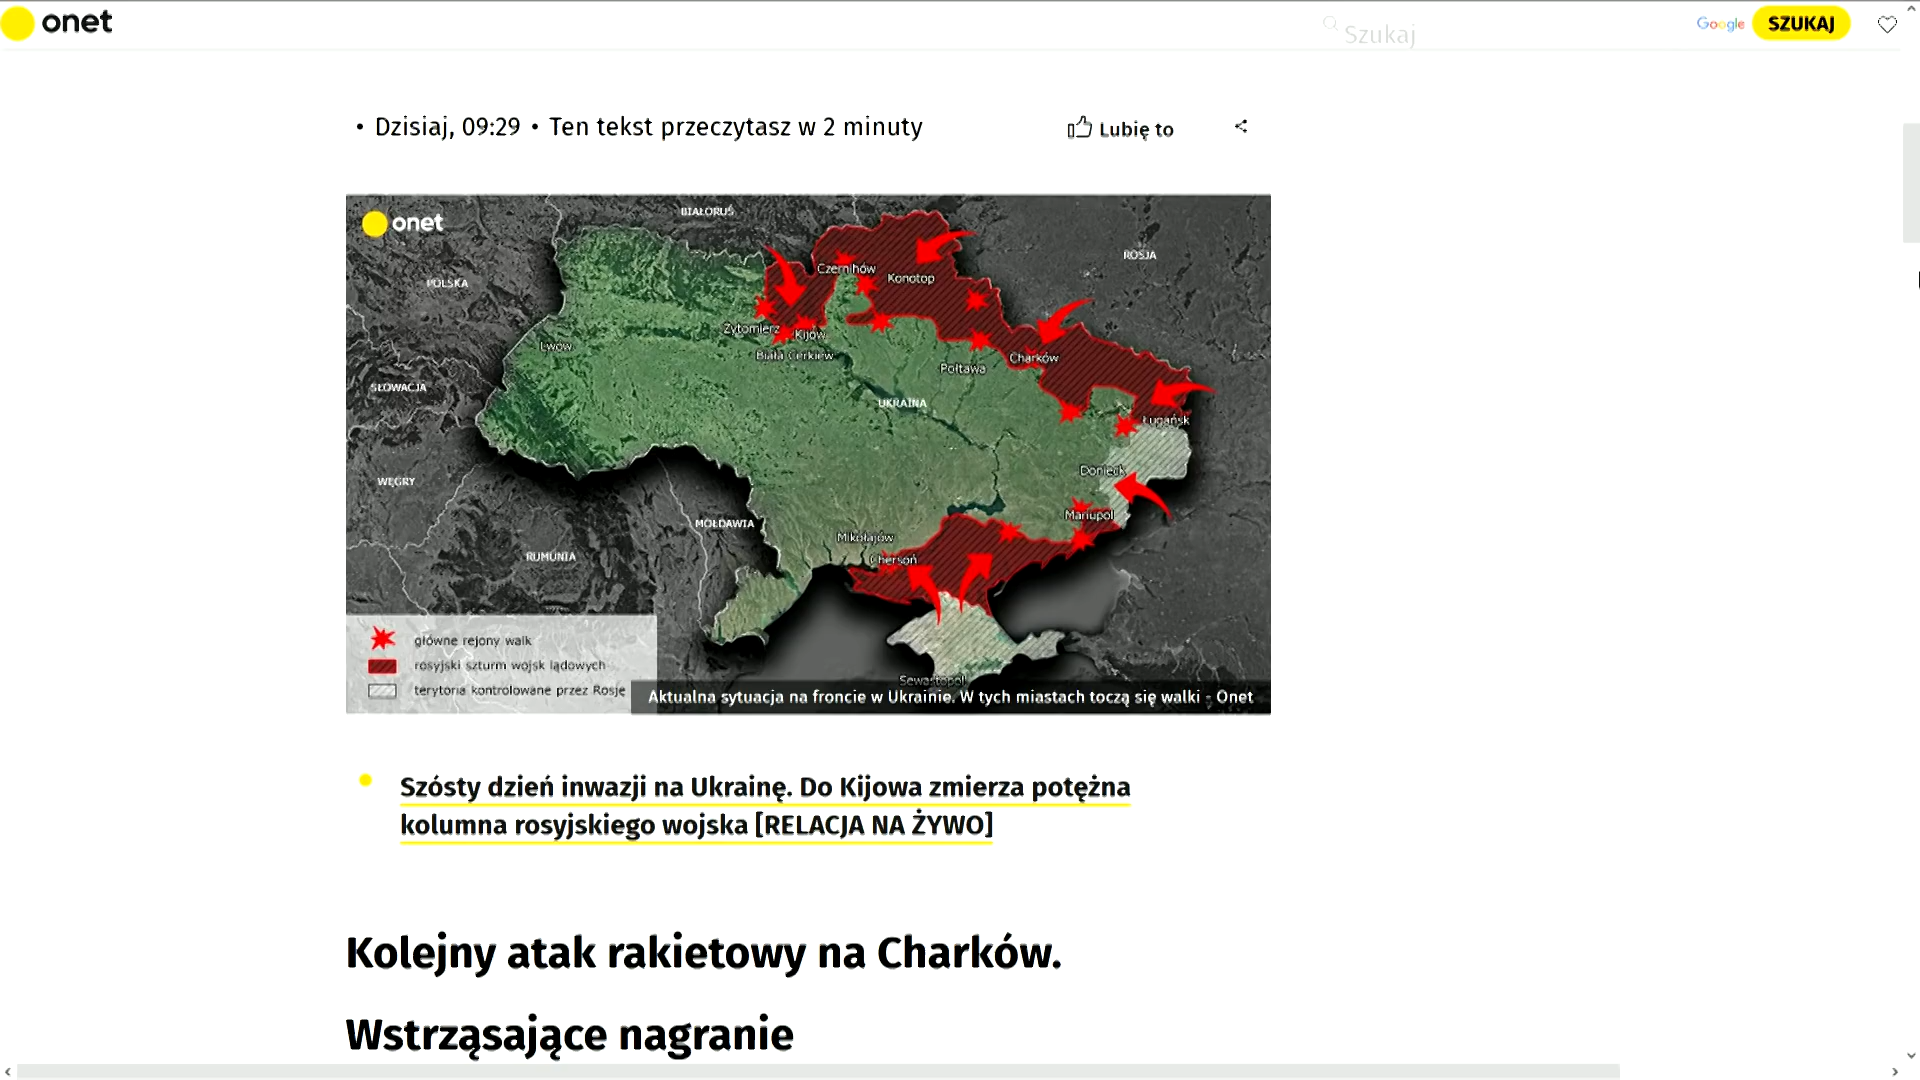 onet
Szukaj
Google
SZUKAJ
• Dzisiaj, 09:29 • Ten tekst przeczytasz w 2 minuty
Lubię to
onet
BIAŁORUŚ
ROSJA
POLSKA
Czernihów
Konotop
Żytomierz
Kijów
Lwów
Biała Cerkiew
Charków
Połtawa
SŁOWACJA
UKRAINA
Ługańsk
Donieck
WĘGRY
Mariupol
MOŁDAWIA
Mikołajów
RUMUNIA
Chersoń
główne rejony walk
rosyjski szturm wojsk lądowych
terytoria kontrolowane przez Rosję
Sewastopol
Aktualna sytuacja na froncie w Ukrainie. W tych miastach toczą się walki - Onet
Szósty dzień inwazji na Ukrainę. Do Kijowa zmierza potężna
kolumna rosyjskiego wojska [RELACJA NA ŻYWO]
Kolejny atak rakietowy na Charków.
Wstrząsające nagranie